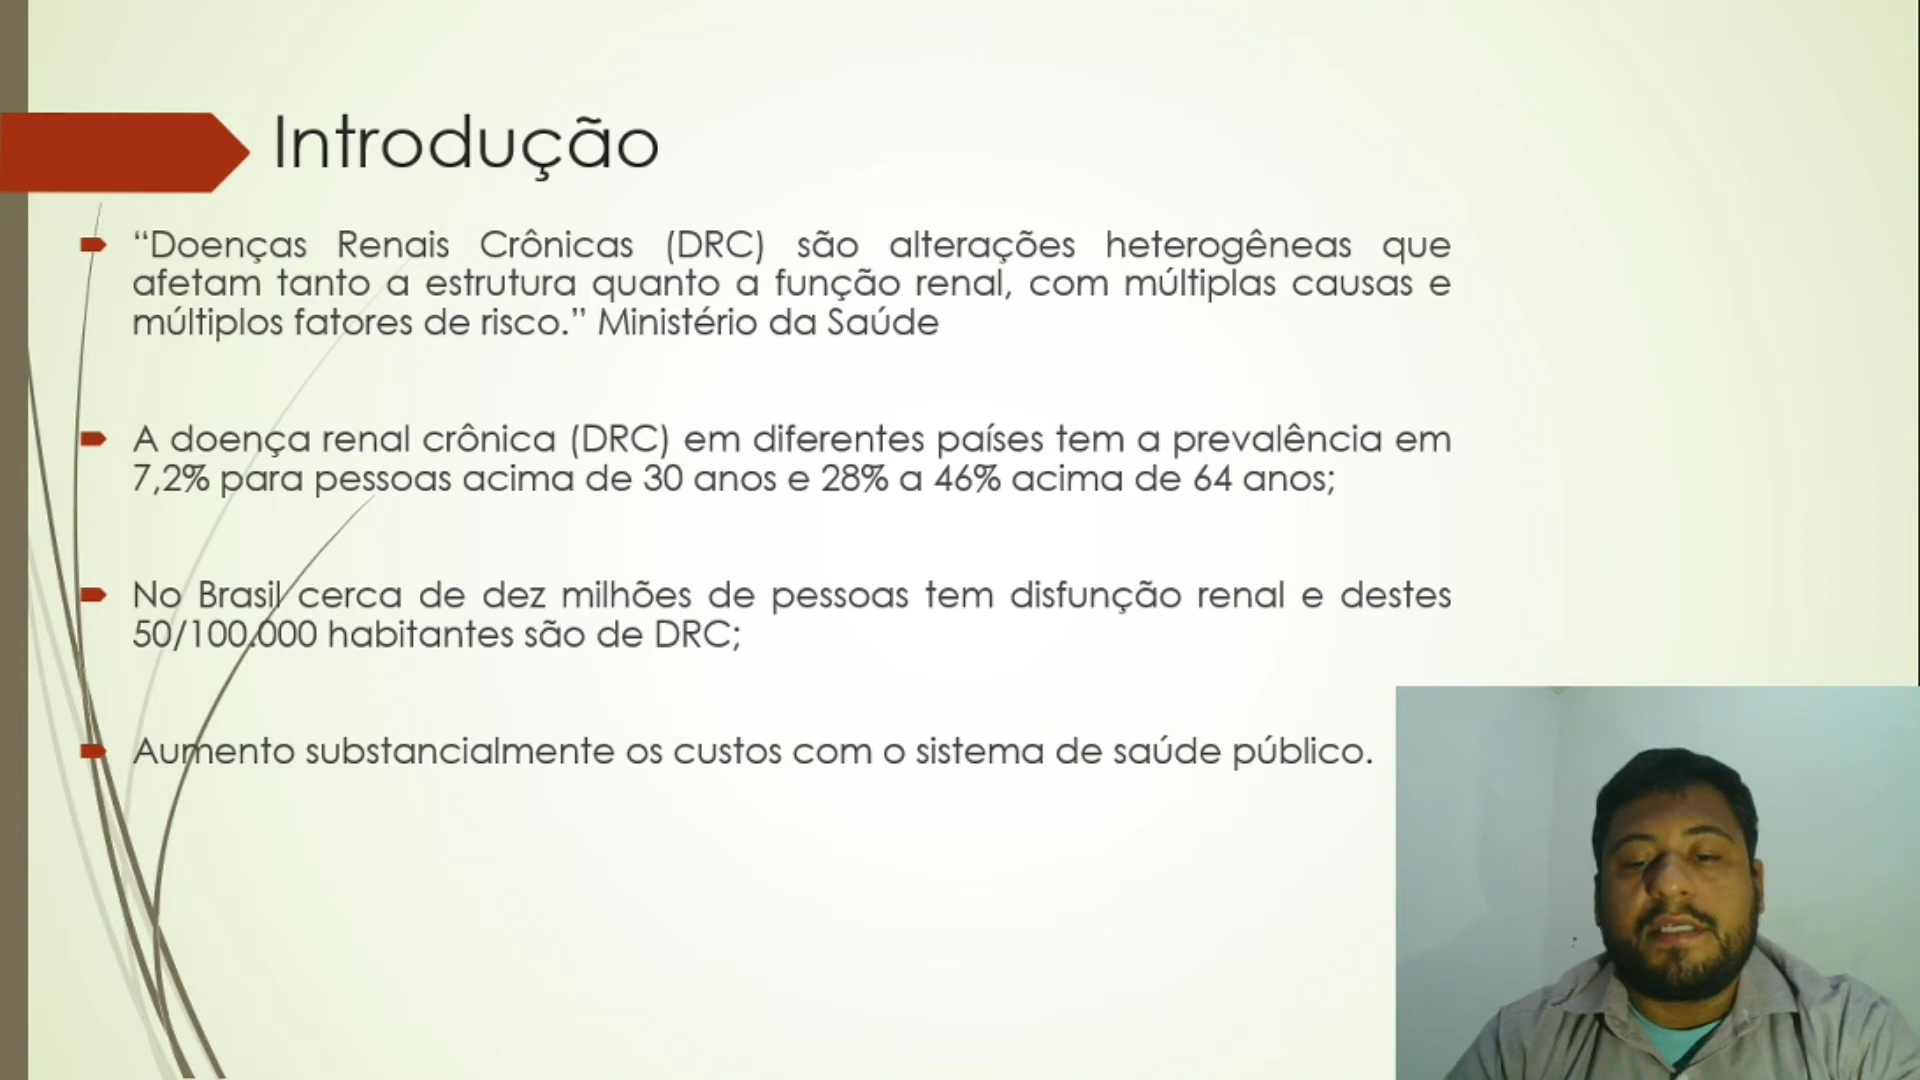 Introdução
“Doenças Renais Crônicas (DRC) são alterações heterogêneas que
afetam tanto a estrutura quanto a função renal, com múltiplas causas e
múltiplos fatores de risco.” Ministério da Saúde
A doença renal crônica (DRC) em diferentes países tem a prevalência em
7,2% para pessoas acima de 30 anos e 28% a 46% acima de 64 anos;
No Brasil cerca de dez milhões de pessoas tem disfunção renal e destes
50/100.000 habitantes são de DRC;
Aumento substancialmente os custos com o sistema de saúde público.